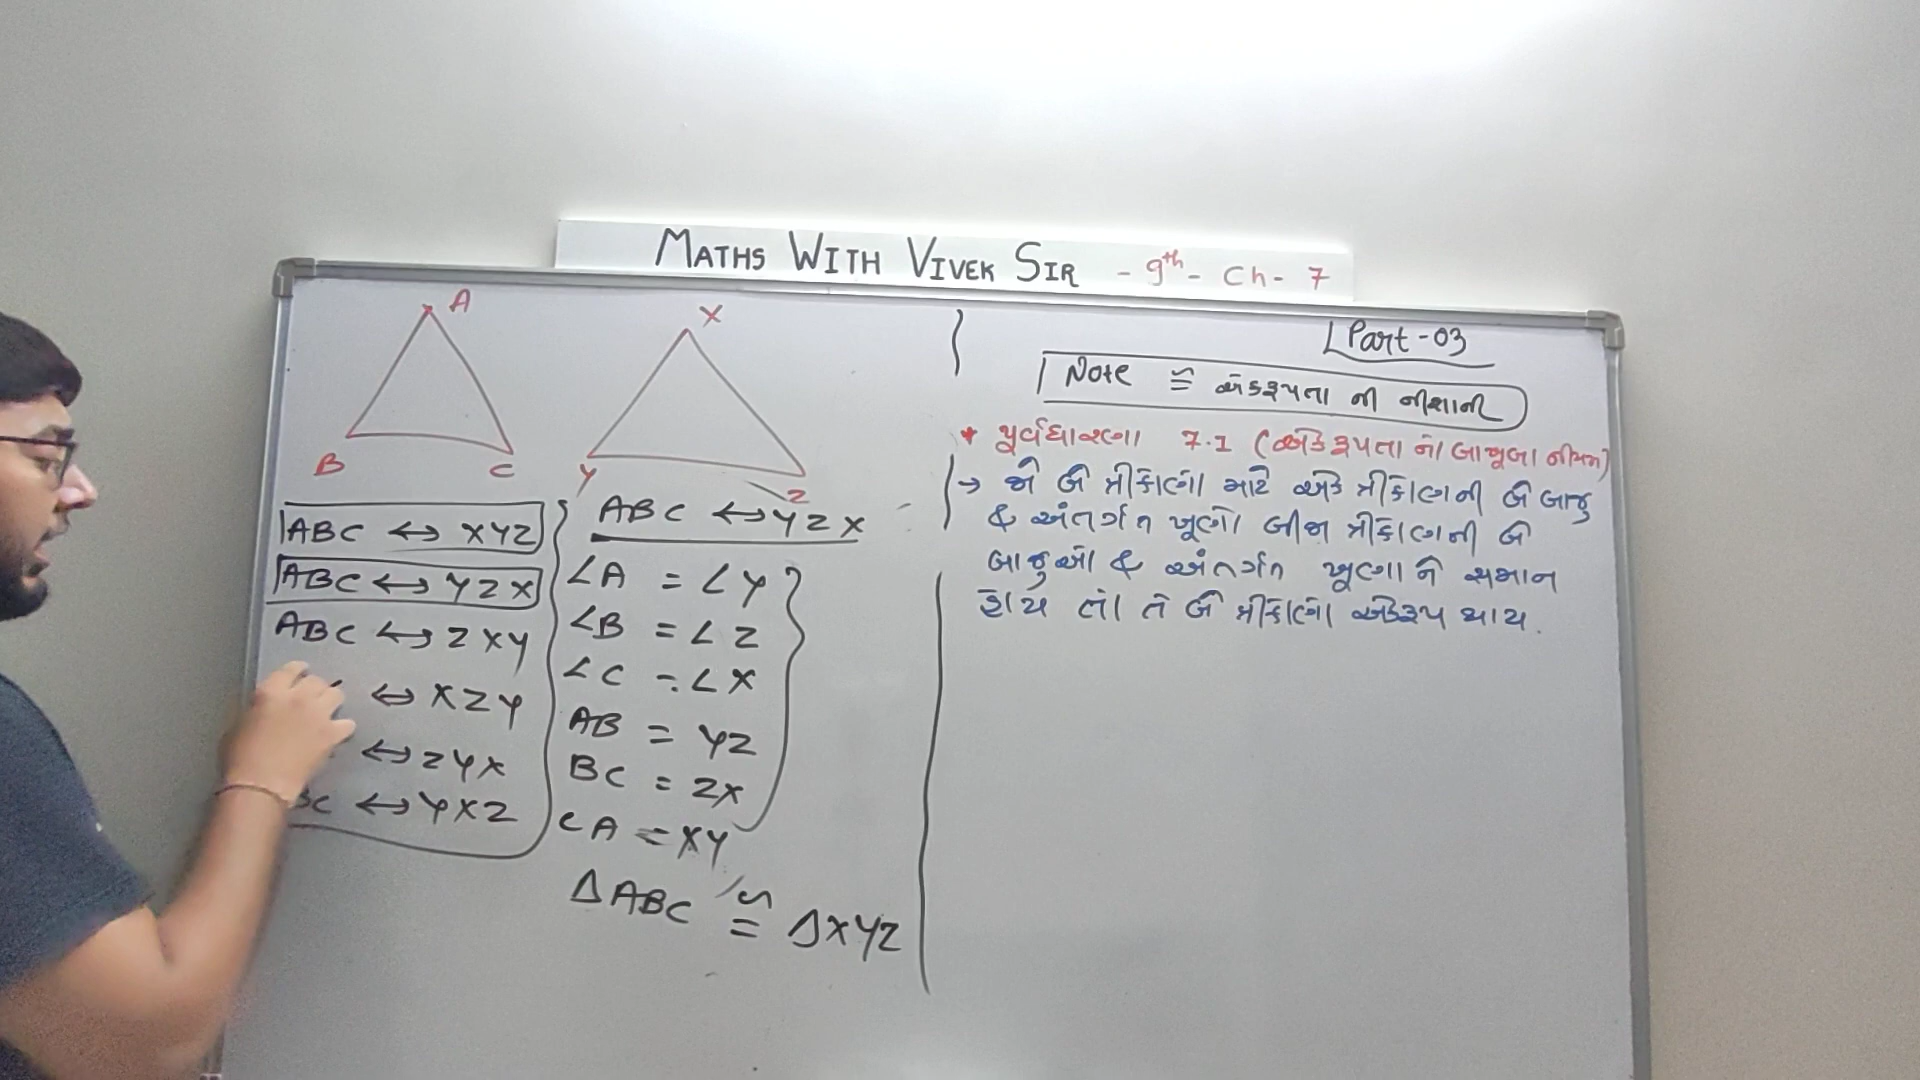 MATHS WITH VIVEK SIR - 9th - Ch - 7
A
B
C
X
Y
Z
ABC ↔ XYZ
ABC ↔ YZX
ABC ↔ ZXY
↔ XZY
↔ ZYX
BC ↔ YXZ
ABC ↔ YZX
∠A = ∠Y
∠B = ∠Z
∠C = ∠X
AB = YZ
BC = ZX
CA = XY
ΔABC ≅ ΔXYZ
Part-03
Note ≅ એકરૂપતા ની નીશાની
* પૂર્વધારણા 7.1 (એકરૂપતા નો બાખૂબા નીયમ)
→ જો બે ત્રીકોણો માટે એક ત્રીકોણની બે બાજુ
& અંતર્ગત ખૂણો બીજા ત્રીકોણની બે
બાજુઓ & અંતર્ગત ખૂણા ને સમાન
હોય તો તે બે ત્રીકોણો એકરૂપ થાય.